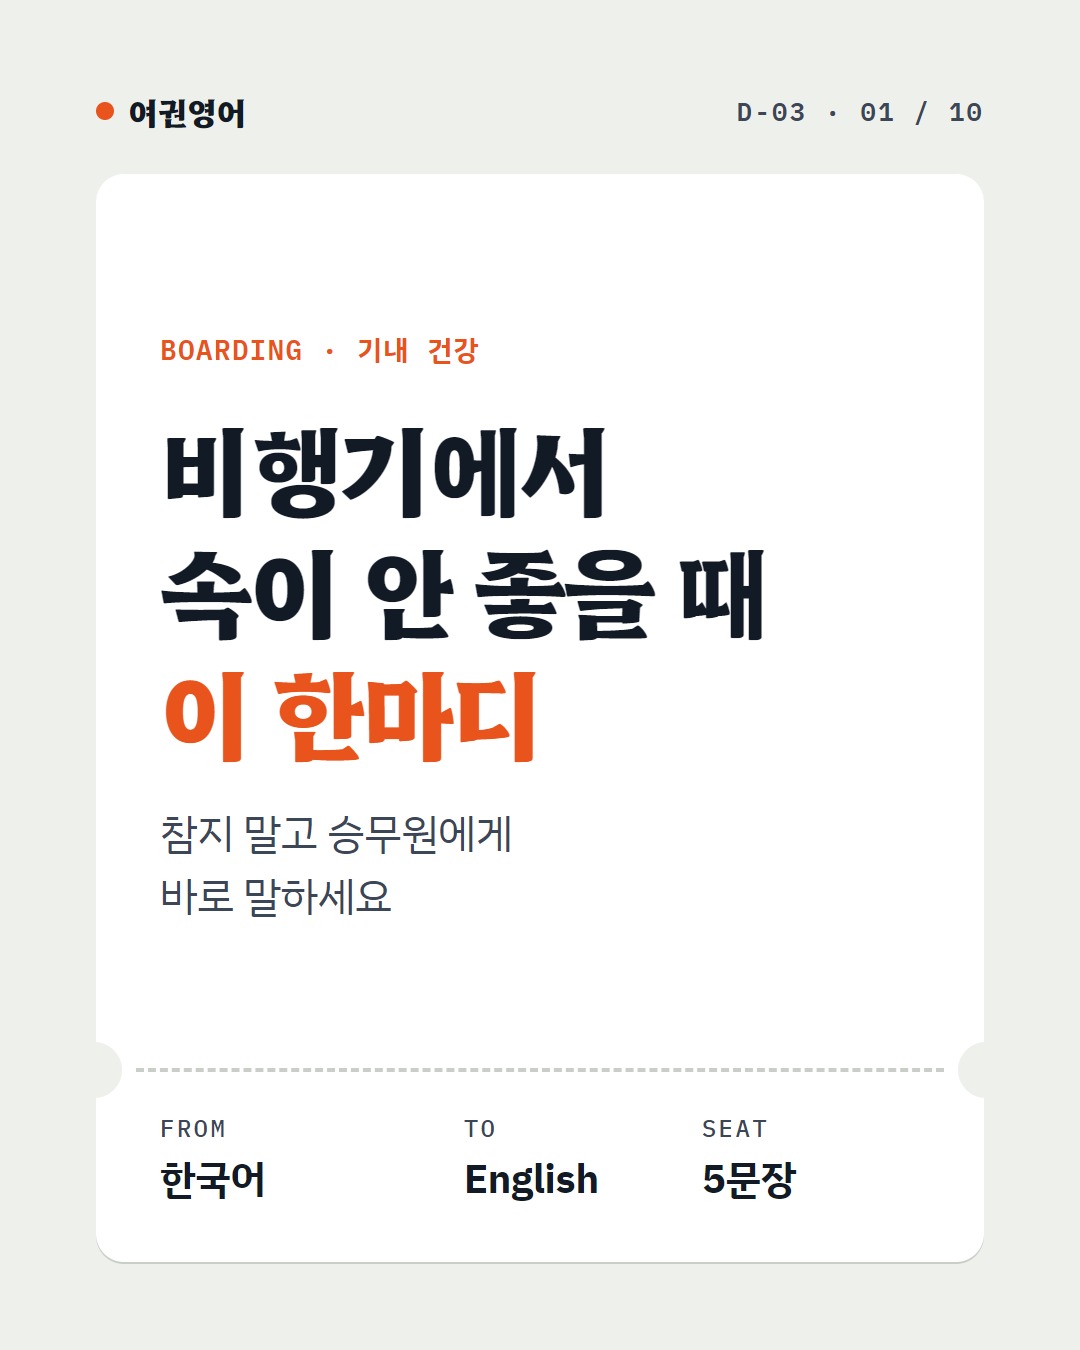 여권영어
D-03 · 01 / 10
BOARDING · 기내 건강
비행기에서
속이 안 좋을 때
이 한마디
참지 말고 승무원에게
바로 말하세요
FROM
한국어
TO
English
SEAT
5문장